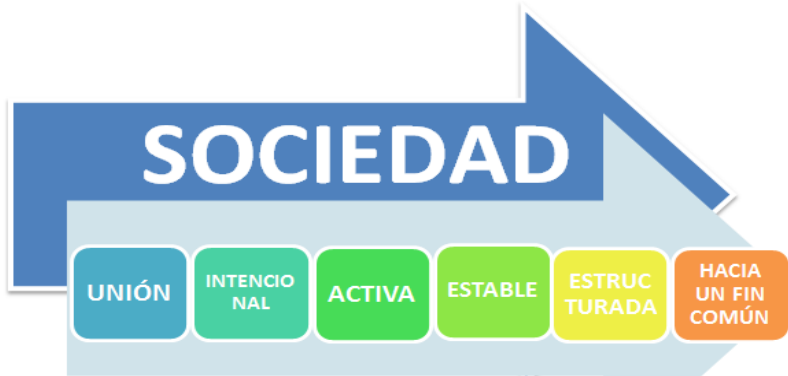 SOCIEDAD
UNIÓN
INTENCIO
NAL
ACTIVA
ESTABLE
ESTRUC
TURADA
HACIA
UN FIN
COMÚN